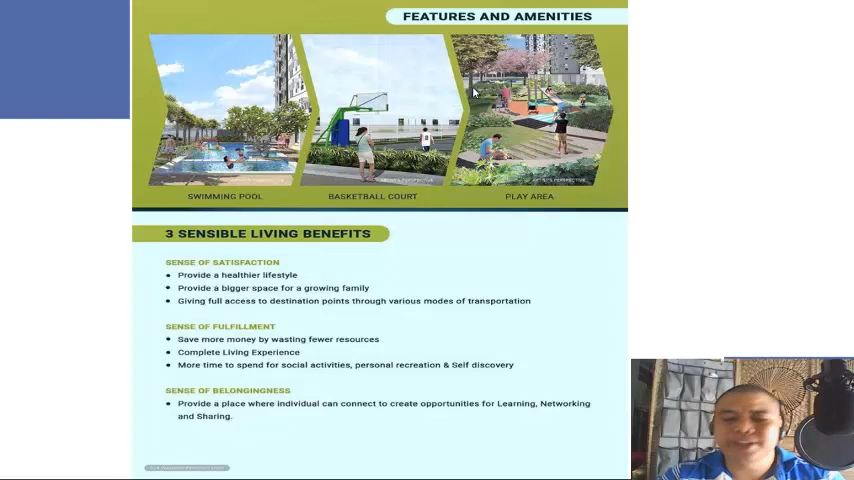 FEATURES AND AMENITIES
SWIMMING POOL
BASKETBALL COURT
PLAY AREA
3 SENSIBLE LIVING BENEFITS
SENSE OF SATISFACTION
• Provide a healthier lifestyle
• Provide a bigger space for a growing family
• Giving full access to destination points through various modes of transportation
SENSE OF FULFILLMENT
• Save more money by wasting fewer resources
• Complete Living Experience
• More time to spend for social activities, personal recreation & Self discovery
SENSE OF BELONGINGNESS
• Provide a place where individual can connect to create opportunities for Learning, Networking
and Sharing.